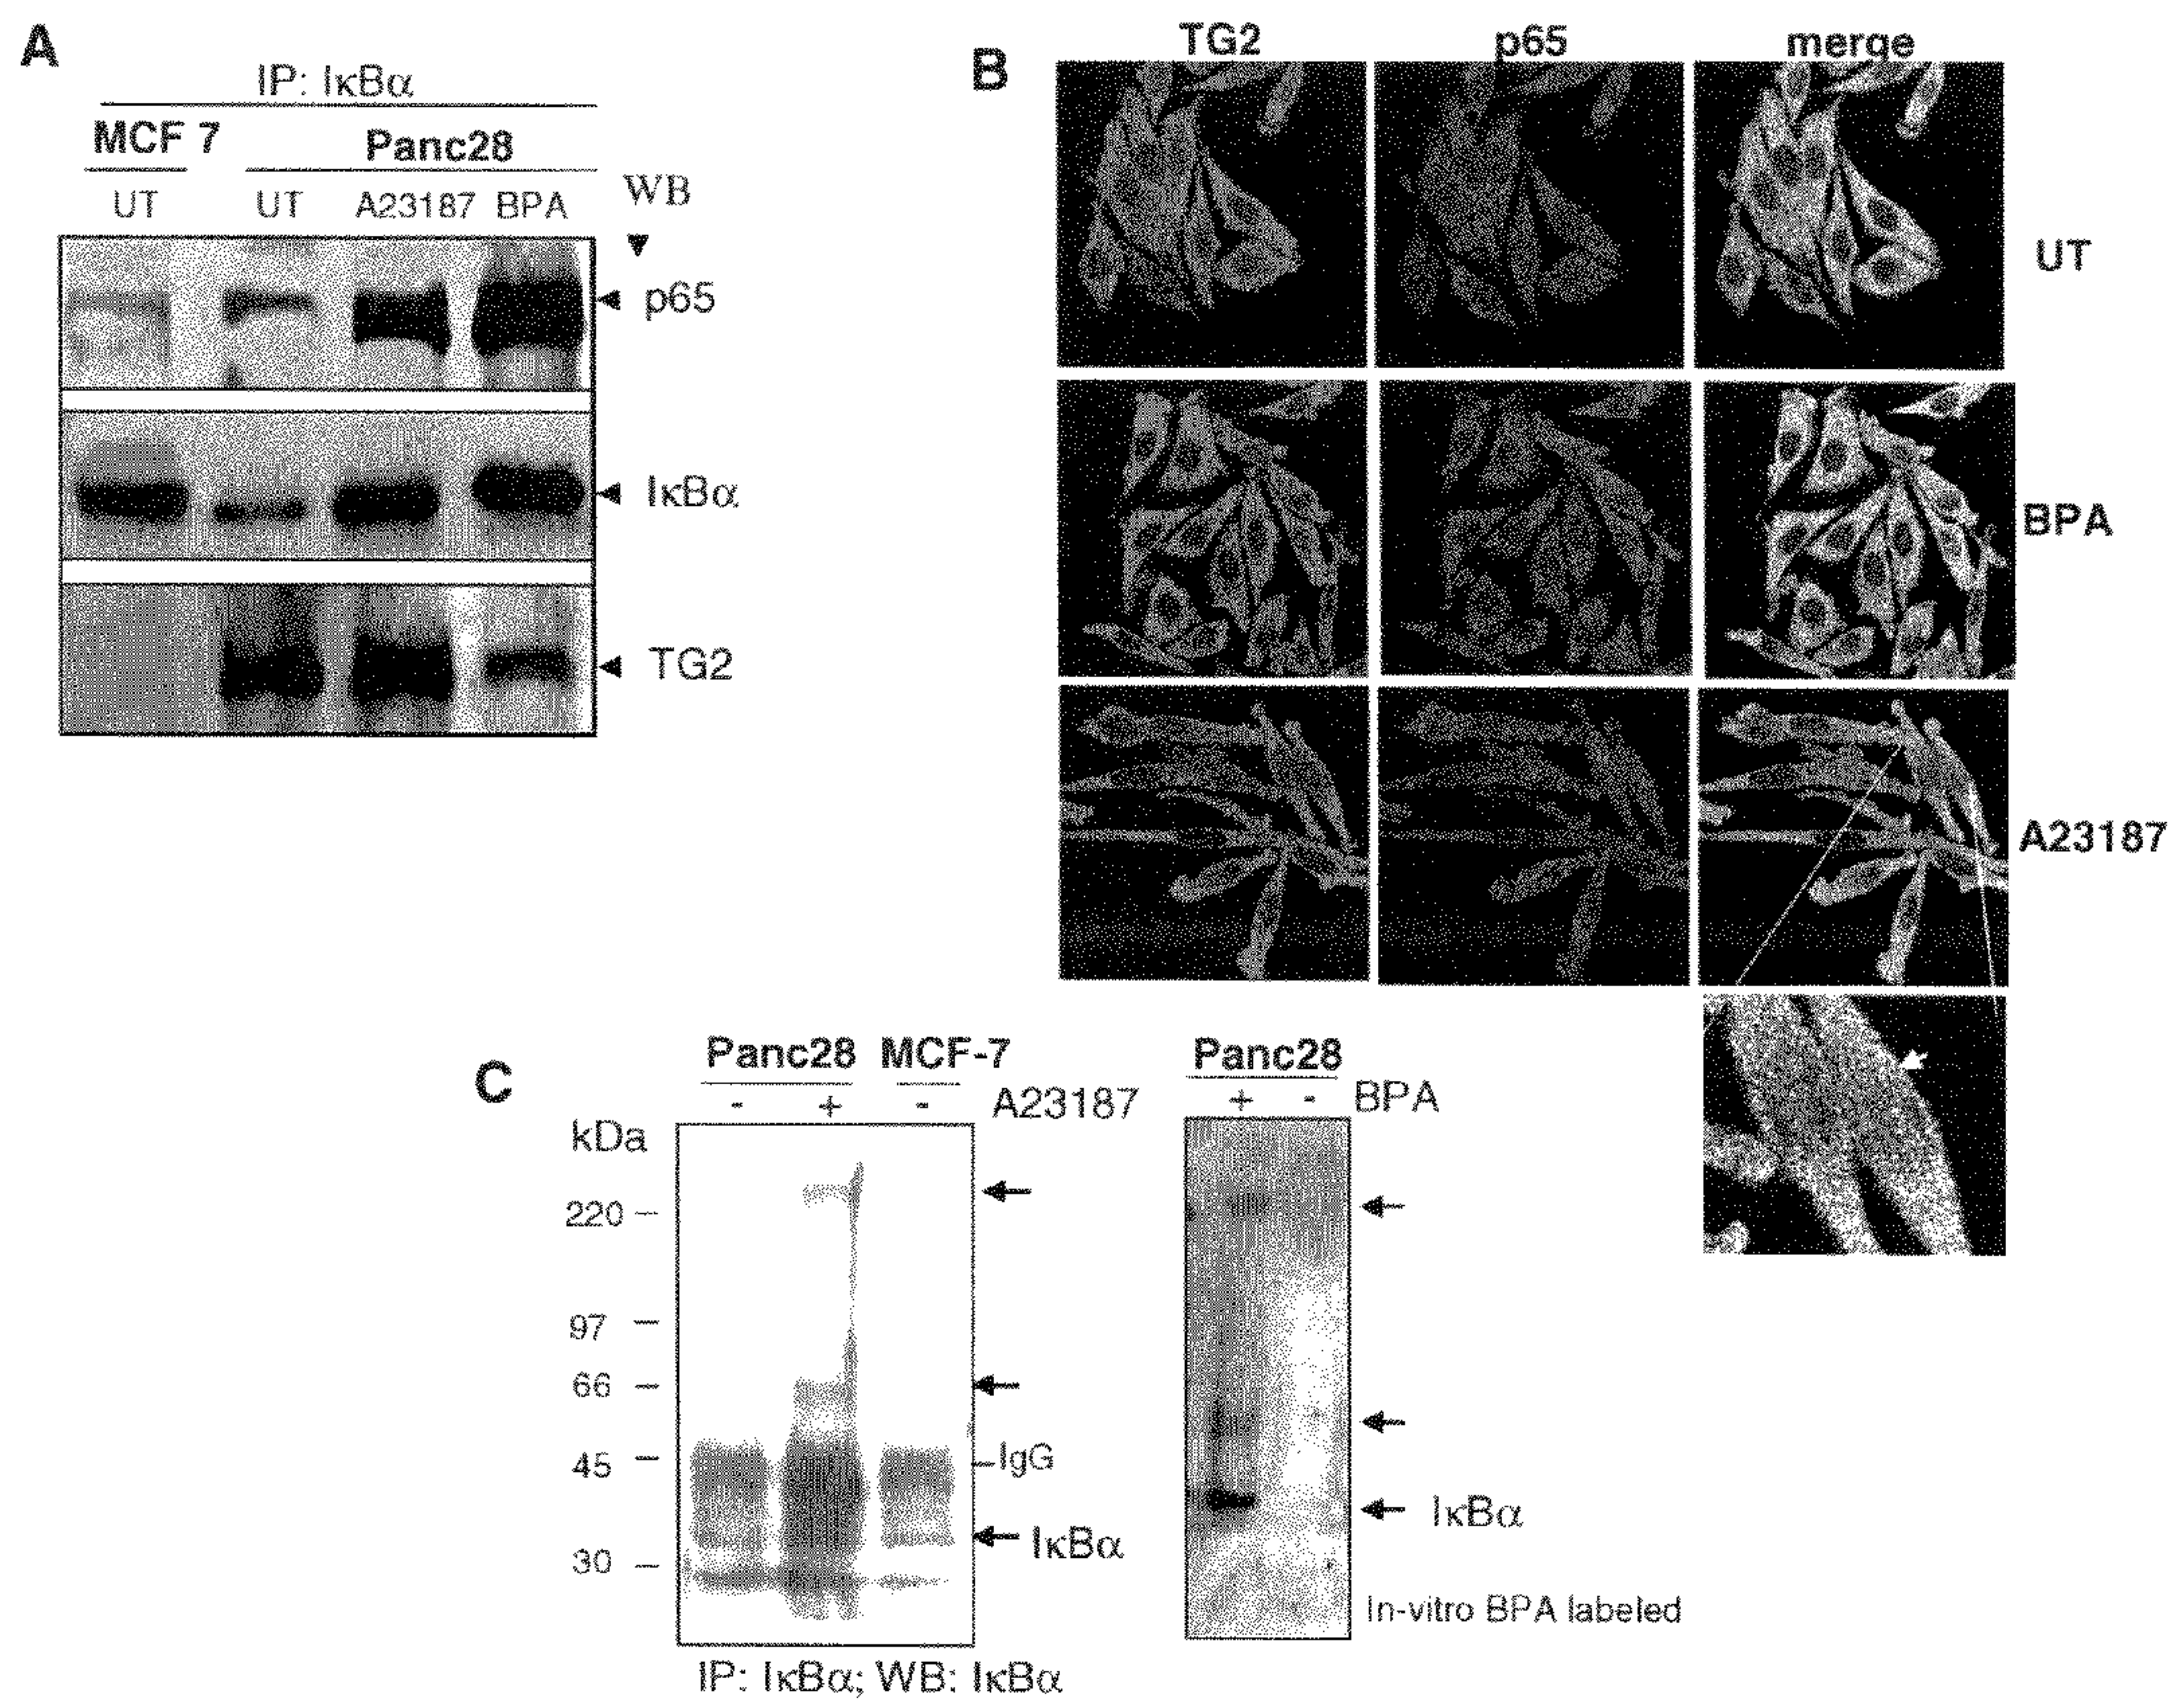 A
IP: IκBα
MCF 7 Panc28
UT UT A23187 BPA WB
p65
IκBα
TG2
B
TG2 p65 merge
UT
BPA
A23187
C
Panc28 MCF-7
- + - A23187
kDa
220
97
66
45
30
IgG
IκBα
IP: IκBα; WB: IκBα
Panc28
+ - BPA
IκBα
In-vitro BPA labeled